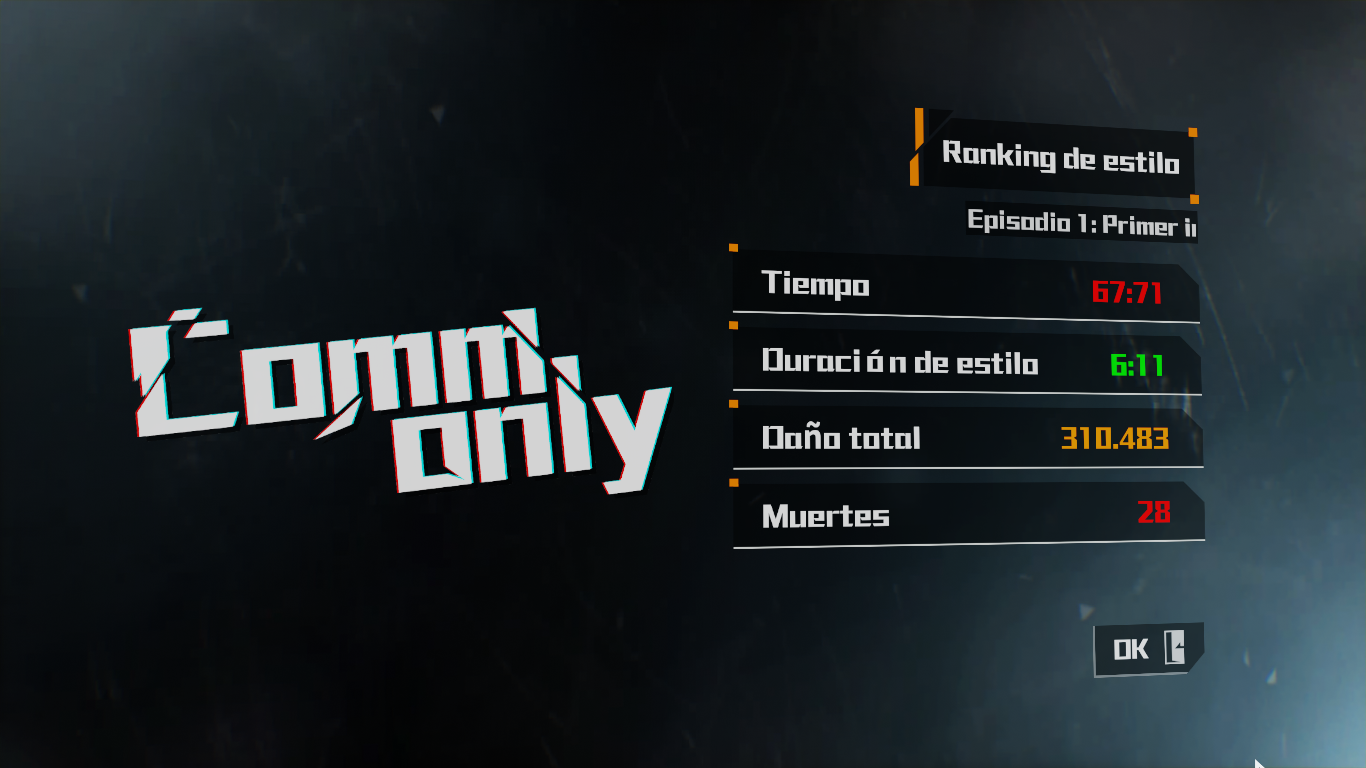 Comm
only
Ranking de estilo
Episodio 1: Primer
Tiempo 67:71
Duración de estilo 6:11
Daño total 310.483
Muertes 28
OK